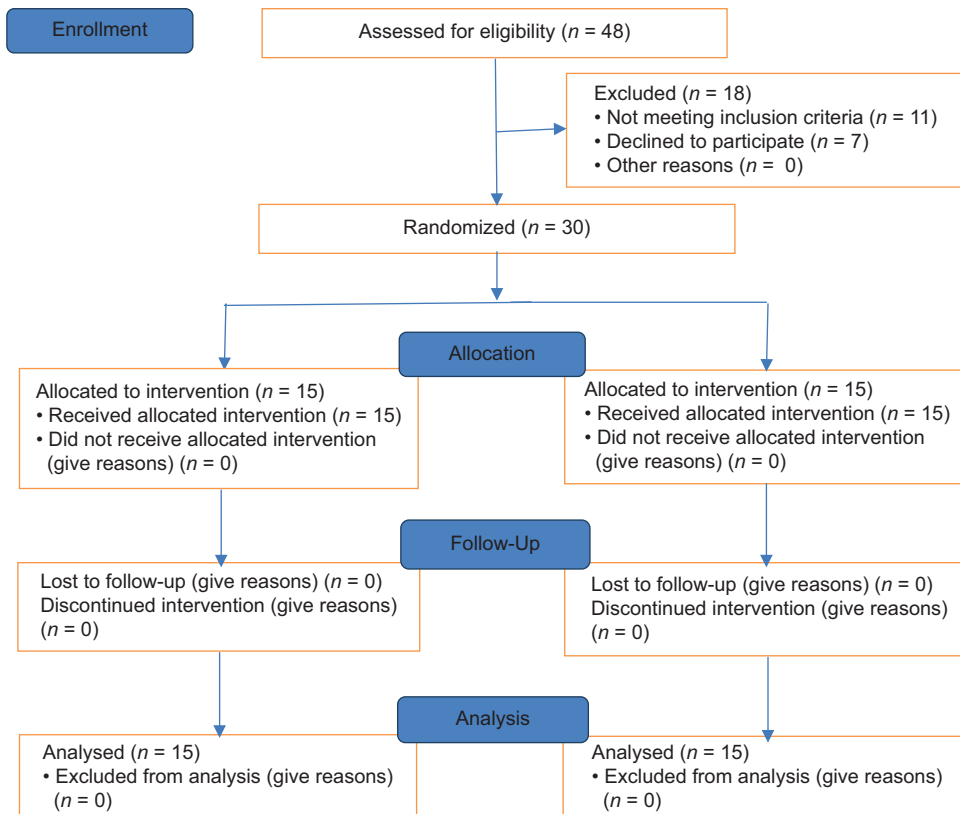 Enrollment
Assessed for eligibility (n = 48)
Excluded (n = 18)
• Not meeting inclusion criteria (n = 11)
• Declined to participate (n = 7)
• Other reasons (n =  0)
Randomized (n = 30)
Allocation
Allocated to intervention (n = 15)
• Received allocated intervention (n = 15)
• Did not receive allocated intervention
(give reasons) (n = 0)
Allocated to intervention (n = 15)
• Received allocated intervention (n = 15)
• Did not receive allocated intervention
(give reasons) (n = 0)
Follow-Up
Lost to follow-up (give reasons) (n = 0)
Discontinued intervention (give reasons)
(n = 0)
Lost to follow-up (give reasons) (n = 0)
Discontinued intervention (give reasons)
(n = 0)
Analysis
Analysed (n = 15)
• Excluded from analysis (give reasons)
(n = 0)
Analysed (n = 15)
• Excluded from analysis (give reasons)
(n = 0)